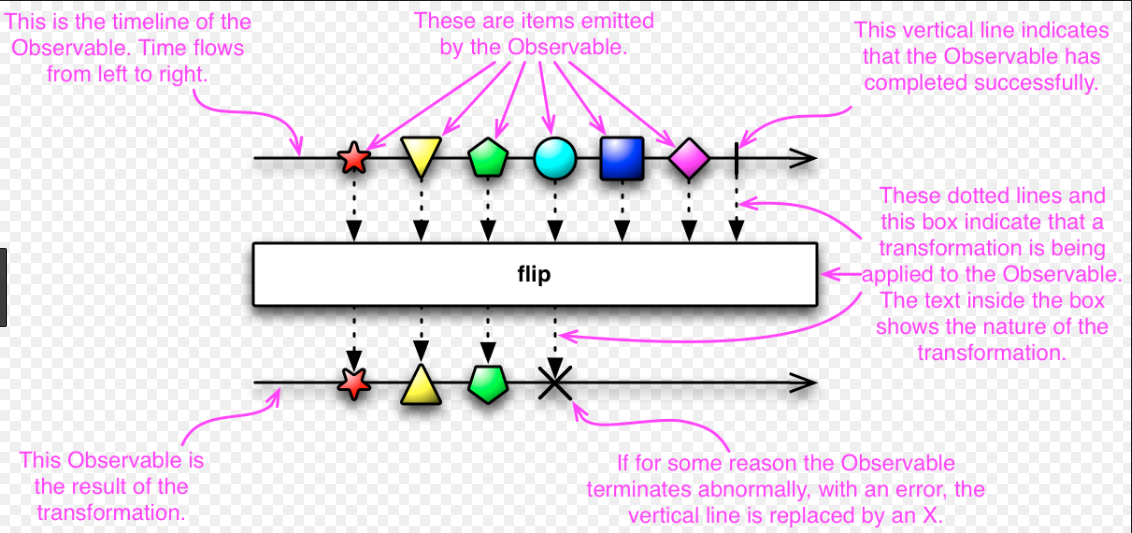 This is the timeline of the
Observable. Time flows
from left to right.
These are items emitted
by the Observable.
This vertical line indicates
that the Observable has
completed successfully.
These dotted lines and
this box indicate that a
transformation is being
applied to the Observable.
The text inside the box
shows the nature of the
transformation.
flip
This Observable is
the result of the
transformation.
If for some reason the Observable
terminates abnormally, with an error, the
vertical line is replaced by an X.